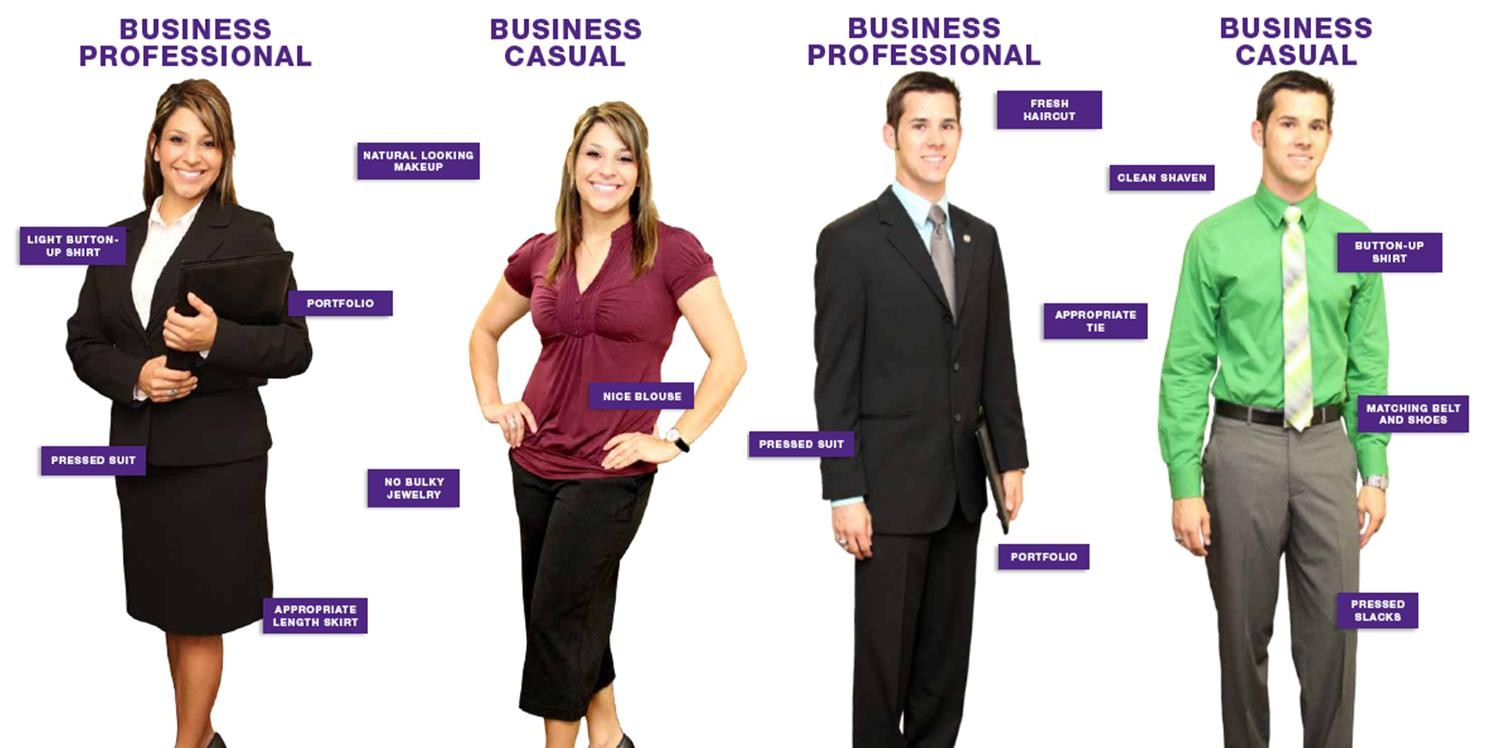 BUSINESS
PROFESSIONAL
BUSINESS
CASUAL
BUSINESS
PROFESSIONAL
BUSINESS
CASUAL
NATURAL LOOKING
MAKEUP
LIGHT BUTTON-
UP SHIRT
PORTFOLIO
NICE BLOUSE
PRESSED SUIT
NO BULKY
JEWELRY
APPROPRIATE
LENGTH SKIRT
FRESH
HAIRCUT
CLEAN SHAVEN
BUTTON-UP
SHIRT
APPROPRIATE
TIE
MATCHING BELT
AND SHOES
PRESSED SUIT
PORTFOLIO
PRESSED
SLACKS